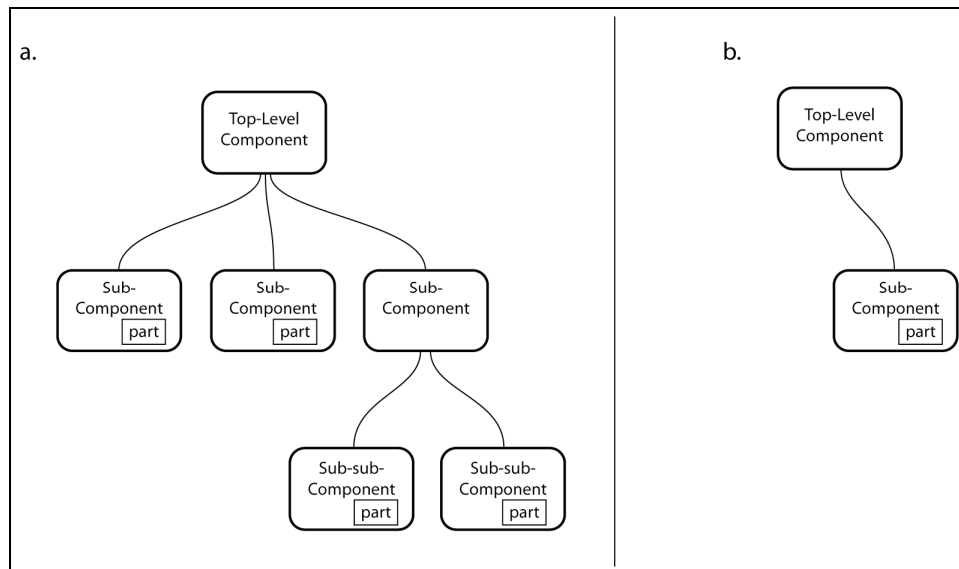 a.
Top-Level
Component
Sub-
Component
part
Sub-
Component
part
Sub-
Component
Sub-sub-
Component
part
Sub-sub-
Component
part
b.
Top-Level
Component
Sub-
Component
part